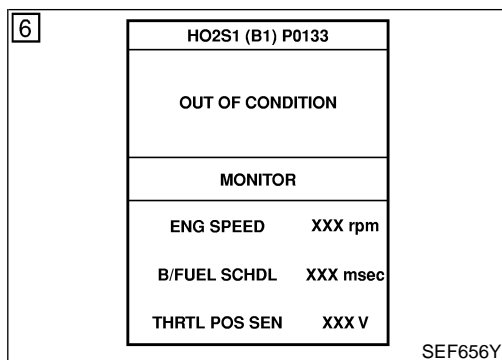 6
HO2S1 (B1) P0133
OUT OF CONDITION
MONITOR
ENG SPEED XXX rpm
B/FUEL SCHDL XXX msec
THRTL POS SEN XXX V
SEF656Y